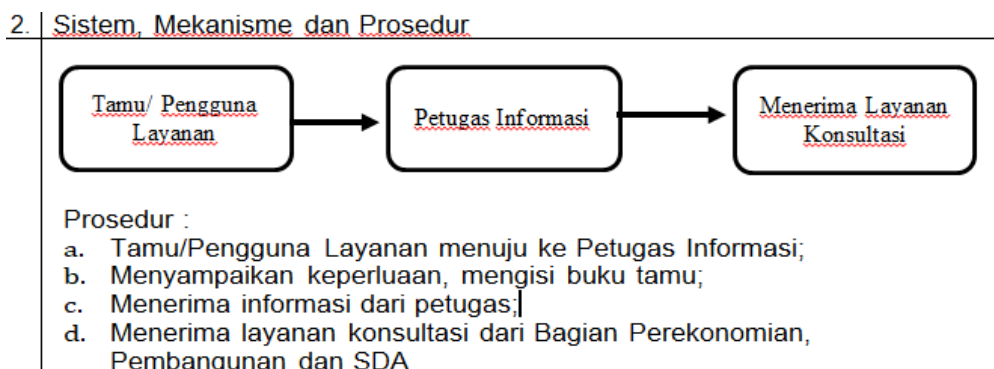 2. Sistem, Mekanisme dan Prosedur
Tamu/ Pengguna
Layanan
Petugas Informasi
Menerima Layanan
Konsultasi
Prosedur :
a. Tamu/Pengguna Layanan menuju ke Petugas Informasi;
b. Menyampaikan keperluaan, mengisi buku tamu;
c. Menerima informasi dari petugas;
d. Menerima layanan konsultasi dari Bagian Perekonomian,
Pembangunan dan SDA